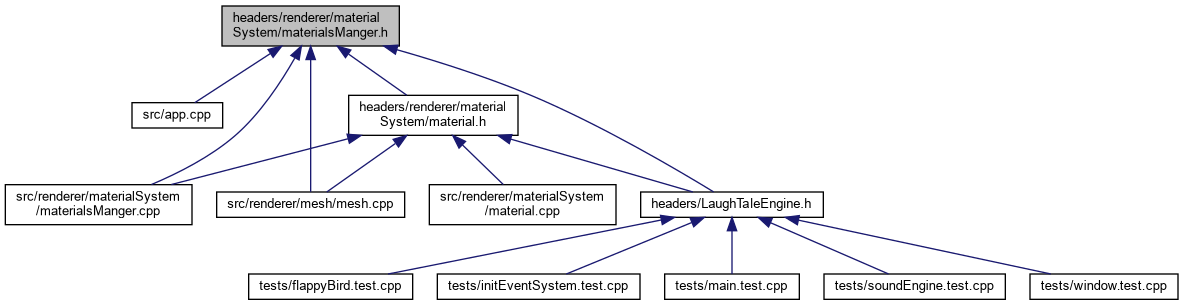 headers/renderer/material
System/materialsManger.h
src/app.cpp
headers/renderer/material
System/material.h
src/renderer/materialSystem
/materialsManger.cpp
src/renderer/mesh/mesh.cpp
src/renderer/materialSystem
/material.cpp
headers/LaughTaleEngine.h
tests/flappyBird.test.cpp
tests/initEventSystem.test.cpp
tests/main.test.cpp
tests/soundEngine.test.cpp
tests/window.test.cpp